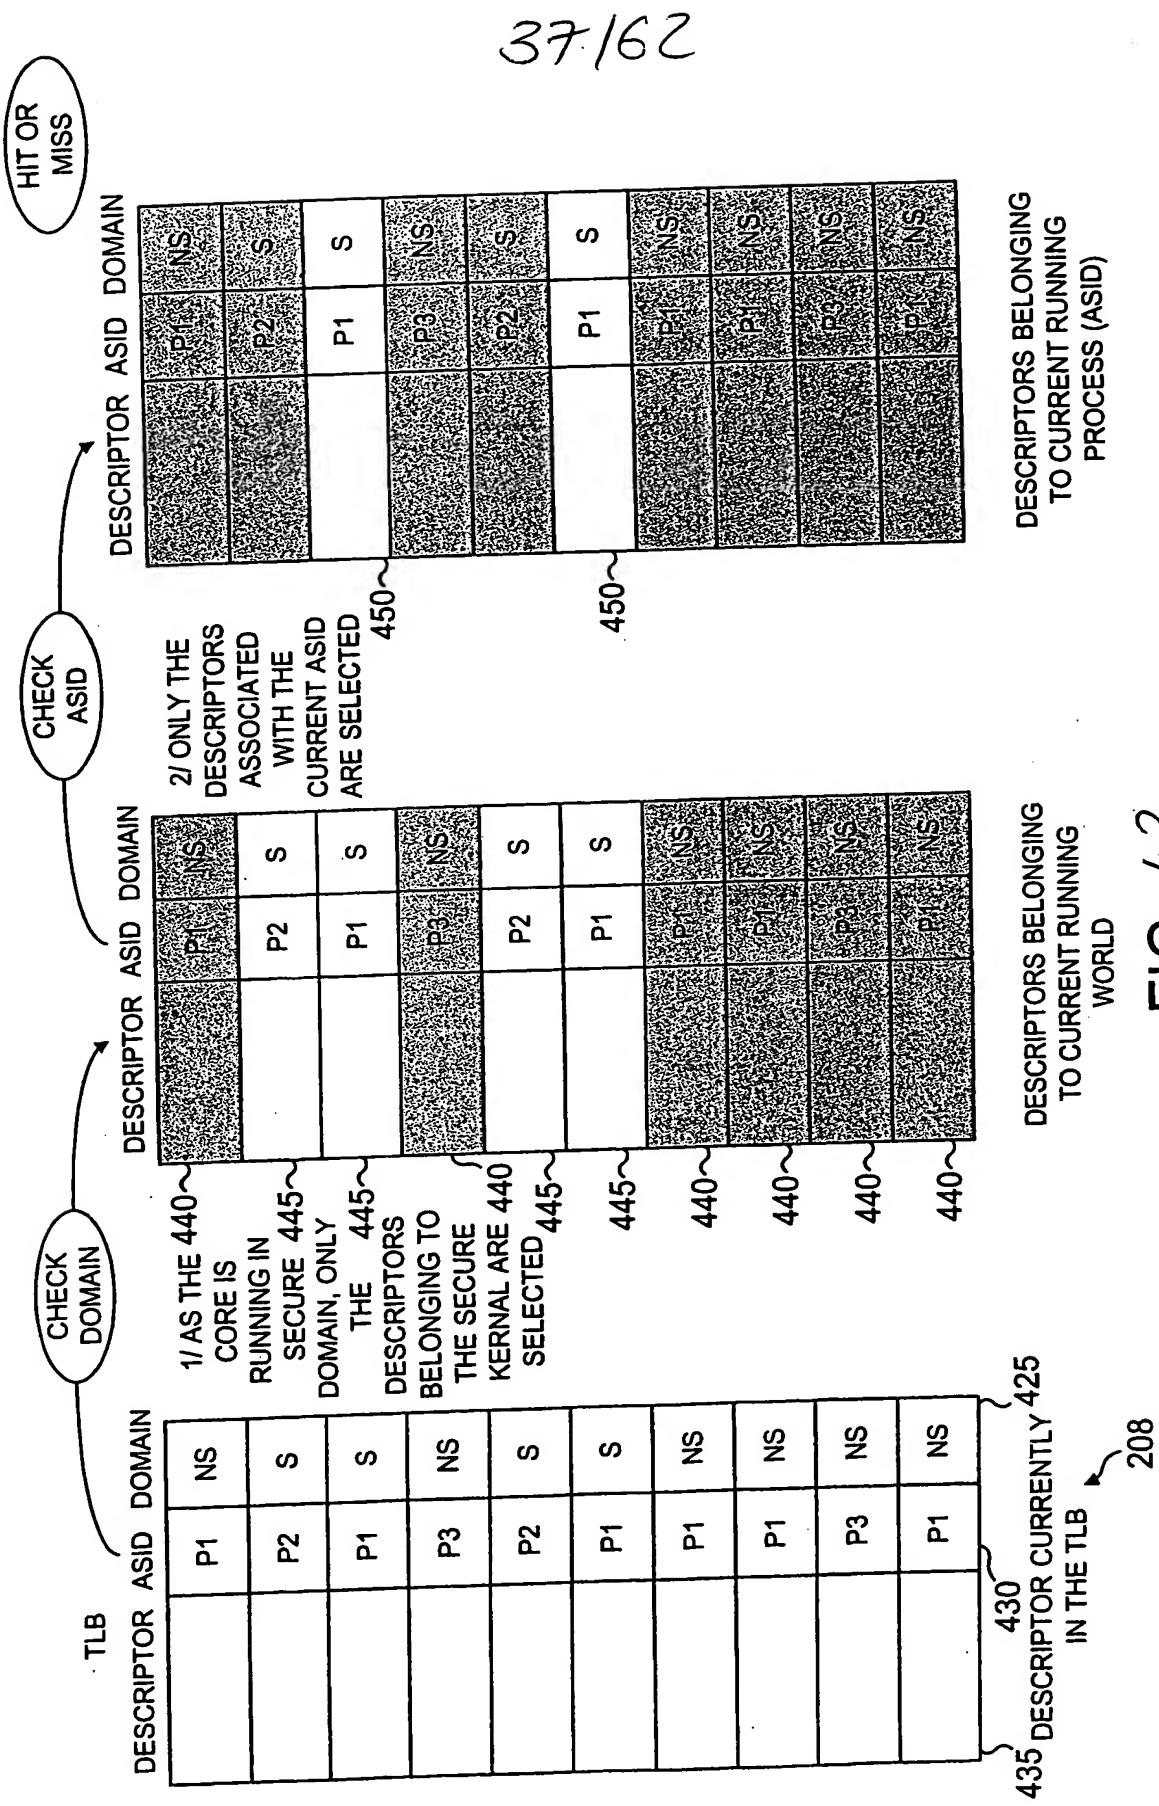 37/62
HIT OR
MISS
CHECK
ASID
CHECK
DOMAIN
TLB
DESCRIPTOR ASID DOMAIN
P1 NS
P2 S
P1 S
P3 NS
P2 S
P1 S
P1 NS
P1 NS
P3 NS
P1 NS
435
430
425
DESCRIPTOR CURRENTLY
IN THE TLB
208
1/ AS THE
CORE IS
RUNNING IN
SECURE
DOMAIN, ONLY
THE
DESCRIPTORS
BELONGING TO
THE SECURE
KERNAL ARE
SELECTED
440
445
445
440
445
445
440
440
440
440
DESCRIPTOR ASID DOMAIN
P1 NS
P2 S
P1 S
P3 NS
P2 S
P1 S
P1 NS
P1 NS
P3 NS
P1 NS
DESCRIPTORS BELONGING
TO CURRENT RUNNING
WORLD
2/ ONLY THE
DESCRIPTORS
ASSOCIATED
WITH THE
CURRENT ASID
ARE SELECTED
450
450
DESCRIPTOR ASID DOMAIN
P1 NS
P2 S
P1 S
P3 NS
P2 S
P1 S
P1 NS
P1 NS
P3 NS
P1 NS
DESCRIPTORS BELONGING
TO CURRENT RUNNING
PROCESS (ASID)